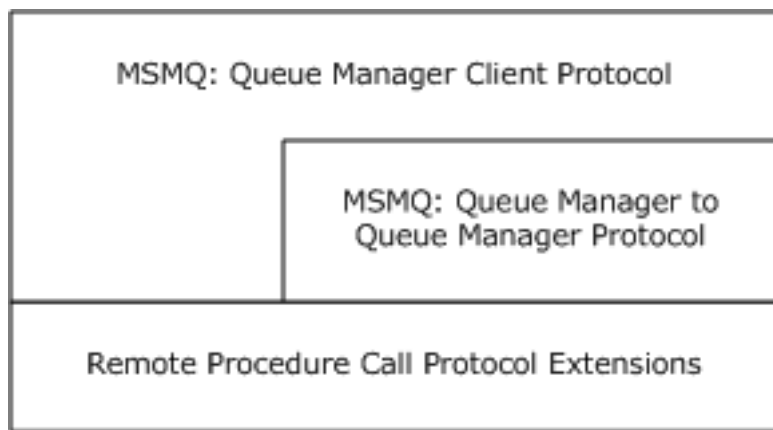 MSMQ: Queue Manager Client Protocol
MSMQ: Queue Manager to
Queue Manager Protocol
Remote Procedure Call Protocol Extensions